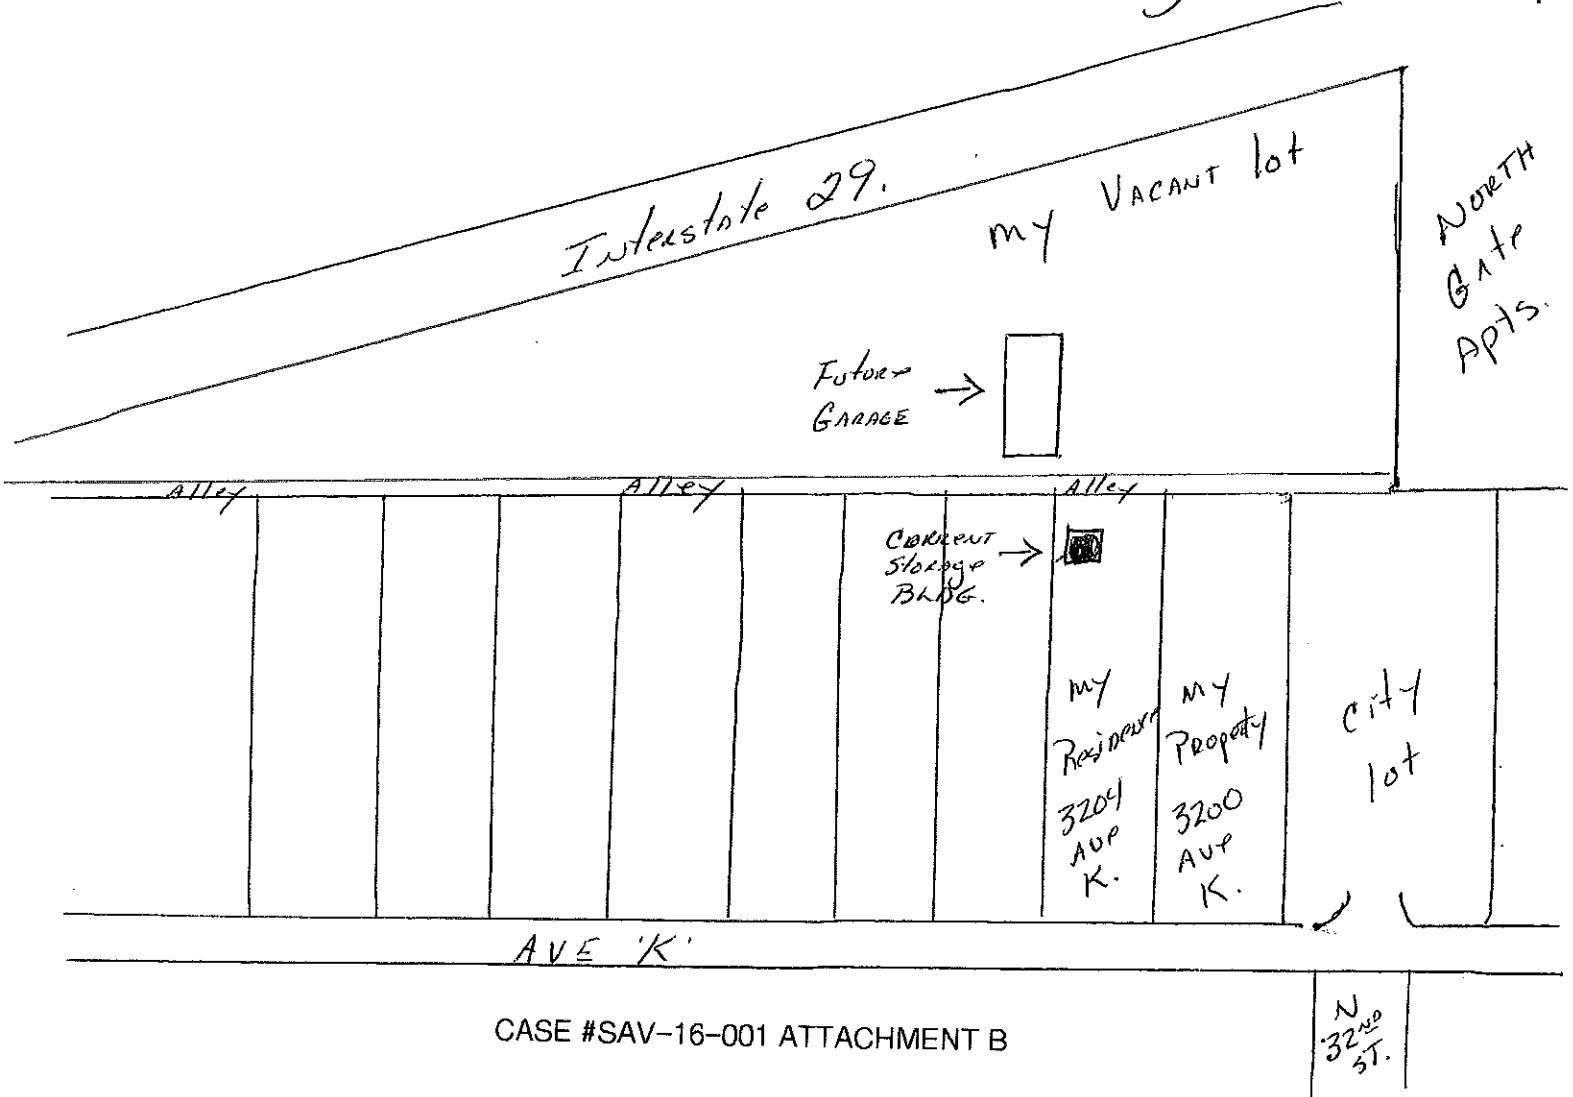 Interstate 29.
my VACANT lot
NORTH
GAte
Apts.
Future
GARAGE
Alley
Alley
Alley
CURRENT
Storage
BLDG.
my
Residence
3204
AVE
K.
MY
Property
3200
AVE
K.
City
lot
AVE 'K'
N
32ND
ST.
CASE #SAV-16-001 ATTACHMENT B